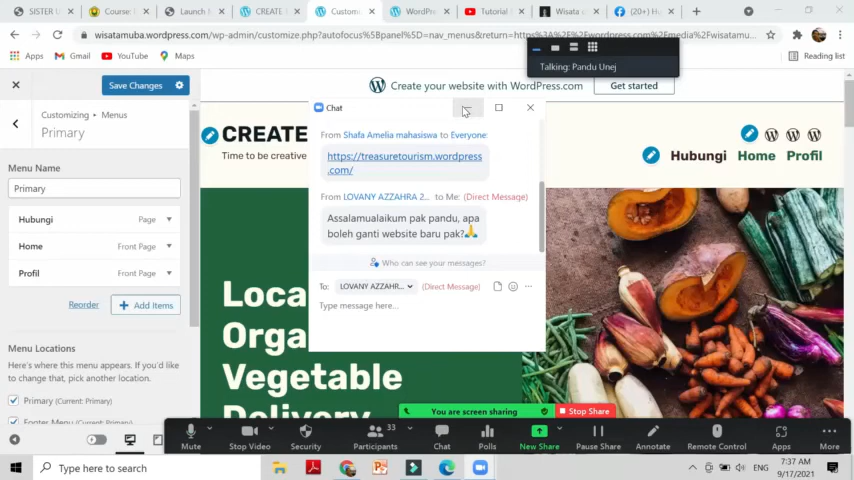 SISTER U
Course: F
Launch
CREATE
Custome
WordPre
Tutorial
Wisata d
(20+) Hu
wisatamuba.wordpress.com/wp-admin/customize.php?autofocus%5Bpanel%5D=nav_menus&return=https%3A%2F%2Fwordpress.com%2Fmedia%2Fwisatamu...
Apps
Gmail
YouTube
Maps
Reading list
Talking: Pandu Unej
Save Changes
Create your website with WordPress.com
Get started
Customizing
Menus
Primary
Menu Name
Primary
Hubungi
Page
Home
Front Page
Profil
Front Page
Reorder
Add Items
Menu Locations
Here's where this menu appears. If you'd like
to change that, pick another location.
Primary (Current: Primary)
Footer Menu (Current: Primary)
CREATE
Time to be creative
Hubungi Home Profil
Loca
Orga
Vegetable
Delivery
Chat
From Shafa Amelia mahasiswa to Everyone:
https://treasuretourism.wordpress
.com/
From LOVANY AZZAHRA 2... to Me: (Direct Message)
Assalamualaikum pak pandu, apa
boleh ganti website baru pak?🙏
Who can see your messages?
To: LOVANY AZZAHR... (Direct Message)
Type message here...
You are screen sharing
Stop Share
Mute
Stop Video
Security
Participants
33
Chat
Polls
New Share
Pause Share
Annotate
Remote Control
Apps
More
Type here to search
ENG
7:37 AM
9/17/2021